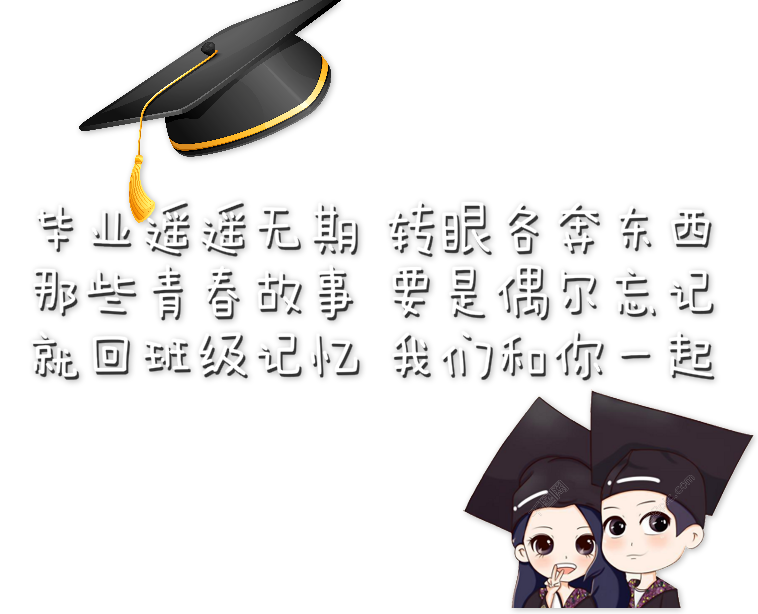 毕业遥遥无期 转眼各奔东西
那些青春故事 要是偶尔忘记
就回班级记忆 我们和你一起